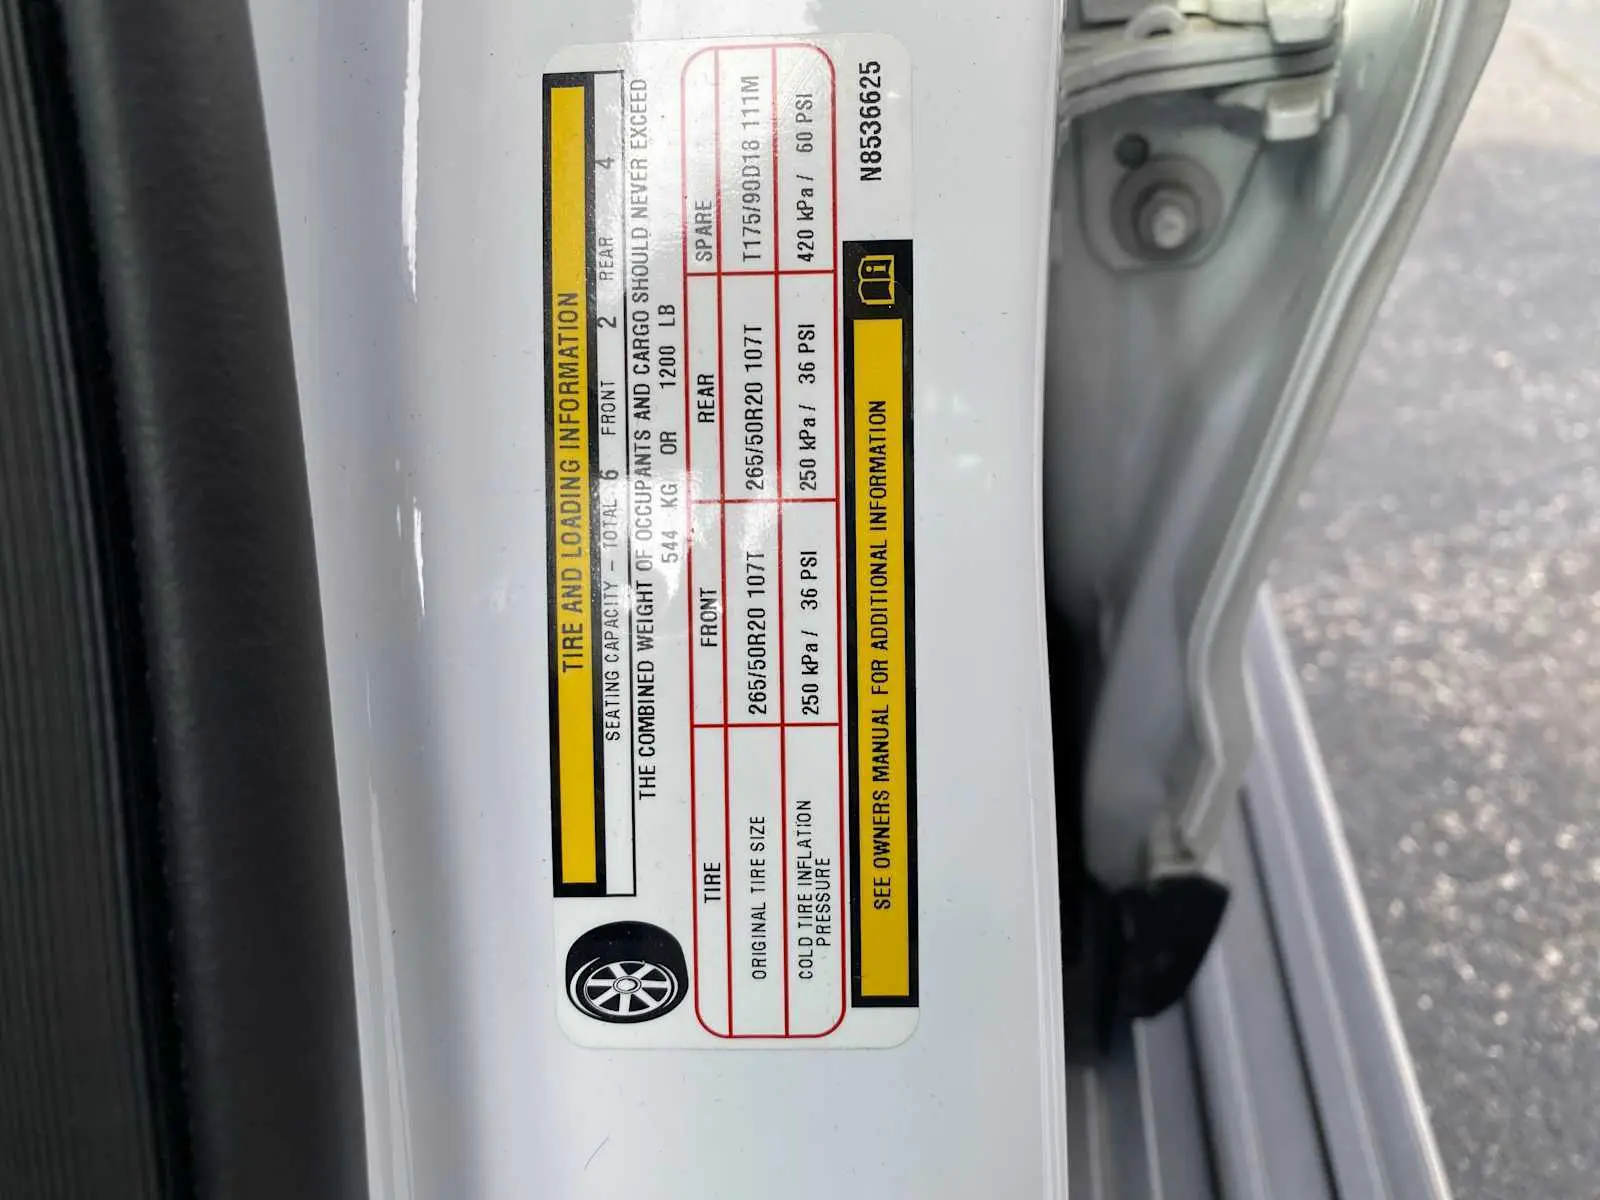 TIRE AND LOADING INFORMATION
SEATING CAPACITY – TOTAL 6 FRONT 2 REAR 4
THE COMBINED WEIGHT OF OCCUPANTS AND CARGO SHOULD NEVER EXCEED
544 KG OR 1200 LB
TIRE FRONT REAR SPARE
ORIGINAL TIRE SIZE 265/50R20 107T 265/50R20 107T T175/90D18 111M
COLD TIRE INFLATION PRESSURE 250 kPa/ 36 PSI 250 kPa/ 36 PSI 420 kPa/ 60 PSI
SEE OWNERS MANUAL FOR ADDITIONAL INFORMATION
N8536625